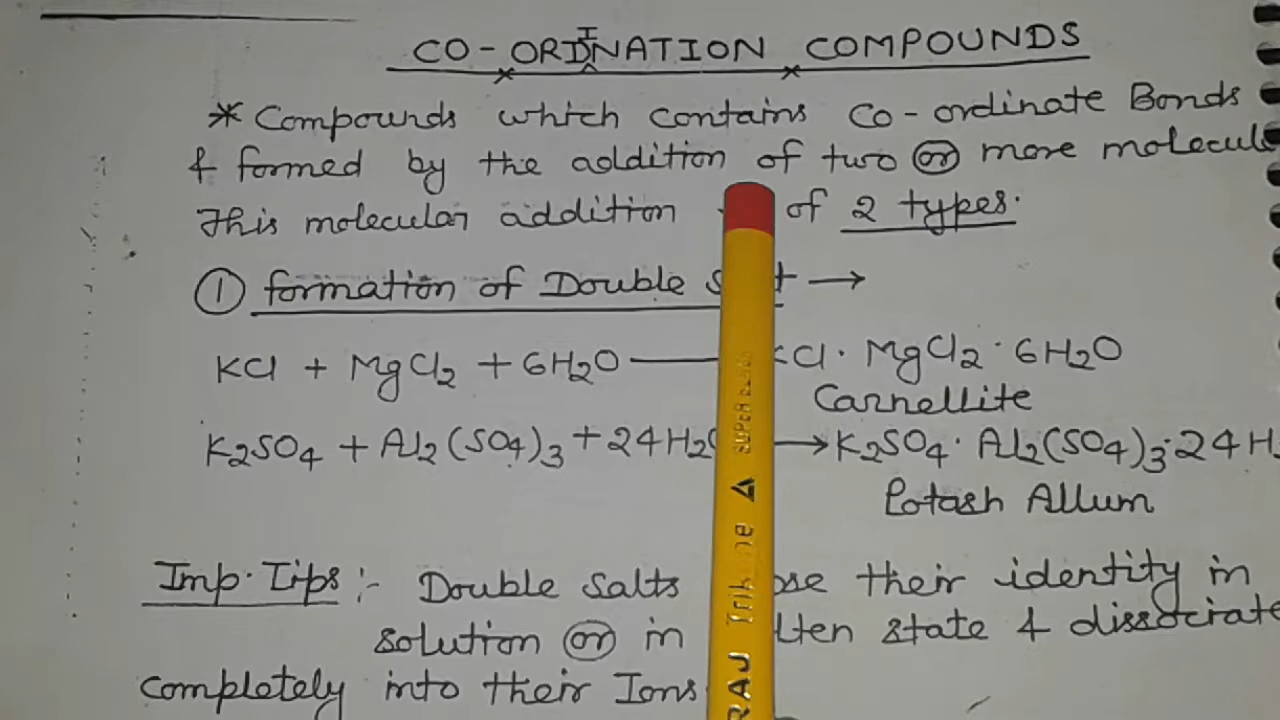 CO-ORDINATION COMPOUNDS
* Compounds which contains Co-ordinate Bonds
& formed by the addition of two or more molecule
This molecular addition of 2 types.
① formation of Double S t →
KCl + MgCl2 + 6H2O — Cl · MgCl2 · 6H2O
Carnellite
K2SO4 + Al2(SO4)3 + 24H2O → K2SO4 · Al2(SO4)3 · 24H
Potash Allum
Imp. Tips :- Double salts ose their identity in
solution or in lten state & dissociate
completely into their Ions
RAJ SUPER